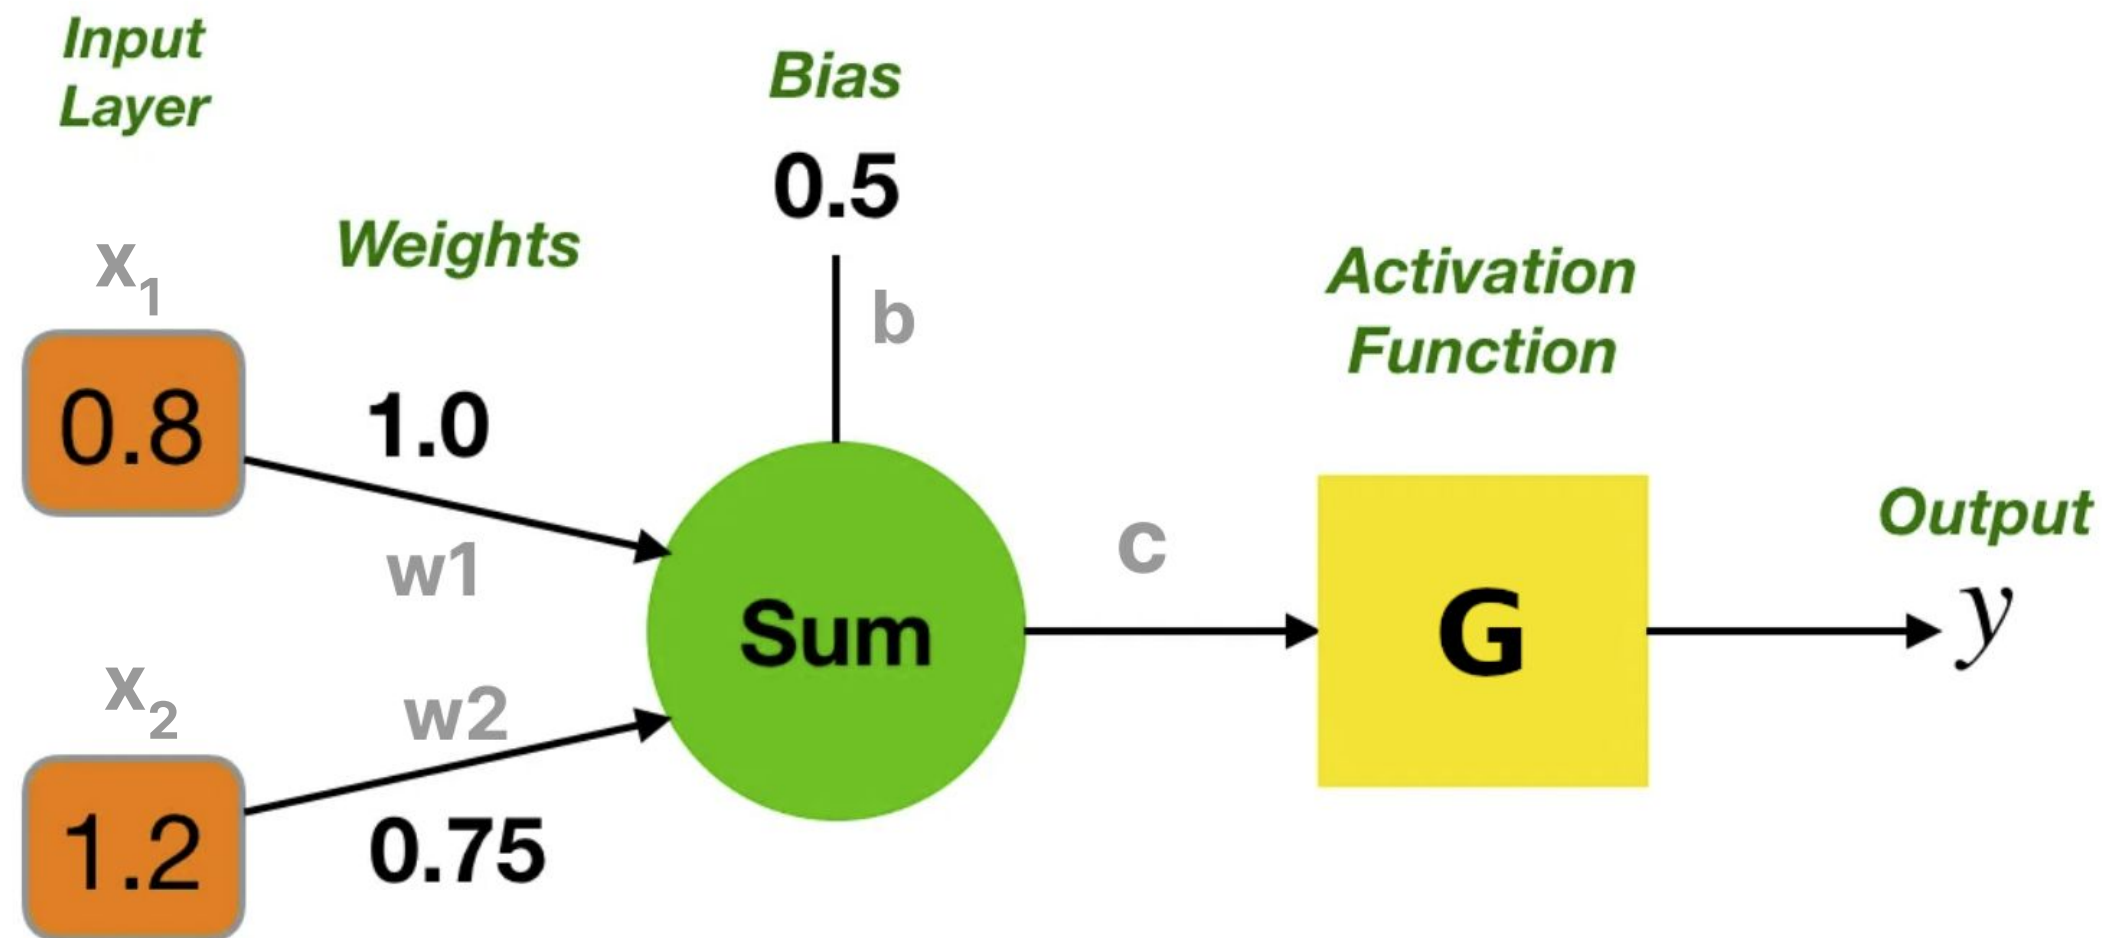 Input
Layer
Bias
0.5
Weights
x₁
b
Activation
Function
0.8
1.0
w1
c
Output
y
Sum
G
x₂
w2
1.2
0.75